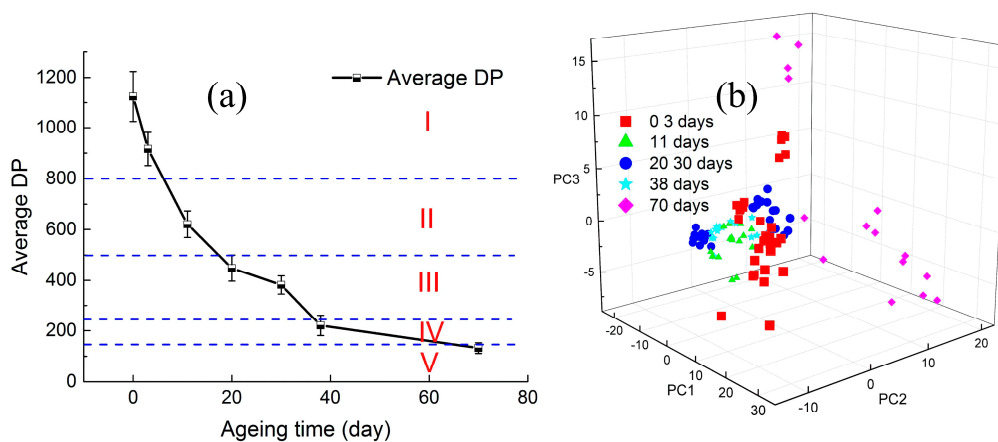 (a)
Average DP
1200
1000
800
600
400
200
0
Average DP
I
II
III
IV
V
0
20
40
60
80
Ageing time (day)
(b)
0 3 days
11 days
20 30 days
38 days
70 days
15
10
5
0
-5
PC3
-20
-10
0
10
20
30
PC1
-10
0
10
20
PC2